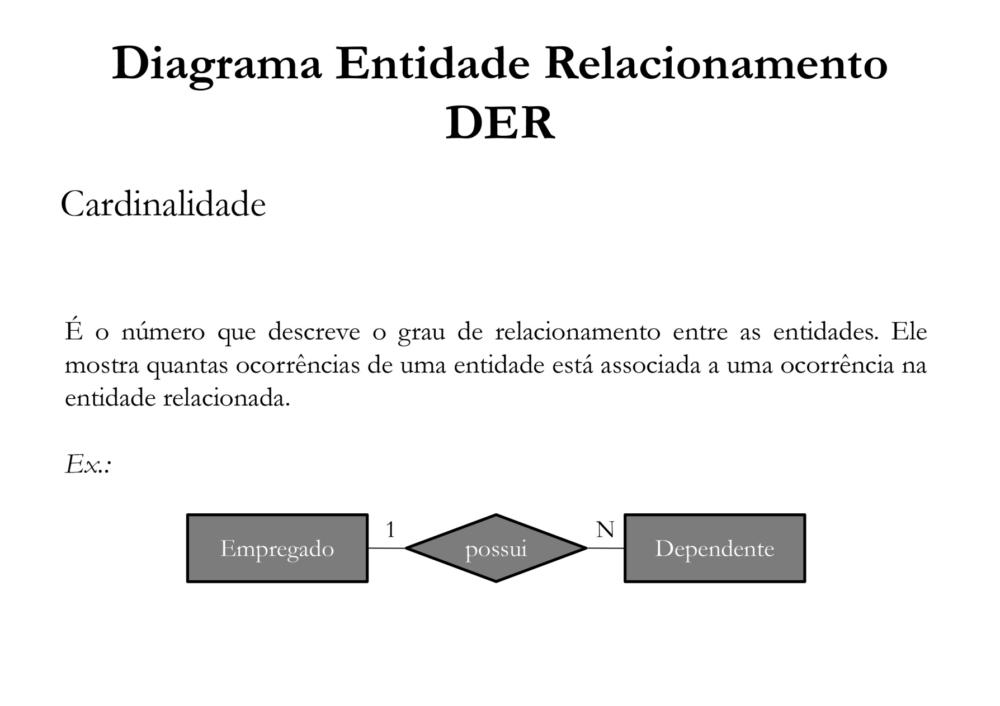 Diagrama Entidade Relacionamento
DER
Cardinalidade
É o número que descreve o grau de relacionamento entre as entidades. Ele
mostra quantas ocorrências de uma entidade está associada a uma ocorrência na
entidade relacionada.
Ex.:
Empregado 1 possui N Dependente